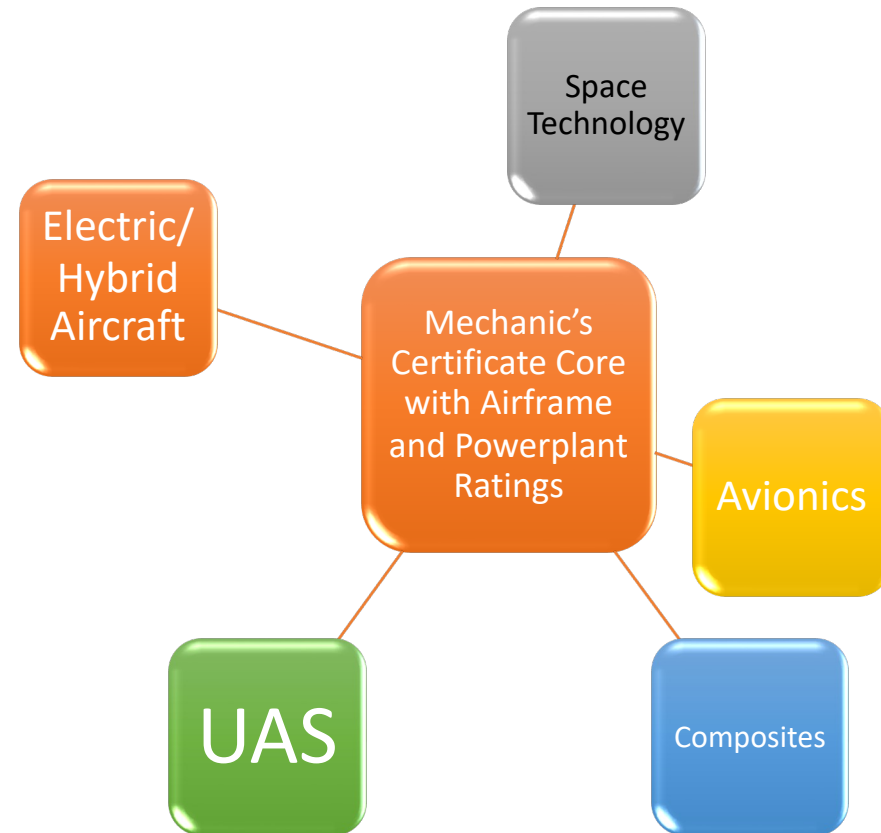 Space
Technology
Electric/
Hybrid
Aircraft
Mechanic’s
Certificate Core
with Airframe
and Powerplant
Ratings
Avionics
UAS
Composites